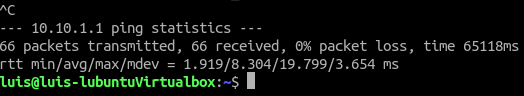 ^C
--- 10.10.1.1 ping statistics ---
66 packets transmitted, 66 received, 0% packet loss, time 65118ms
rtt min/avg/max/mdev = 1.919/8.304/19.799/3.654 ms
luis@luis-lubuntuVirtualbox:~$